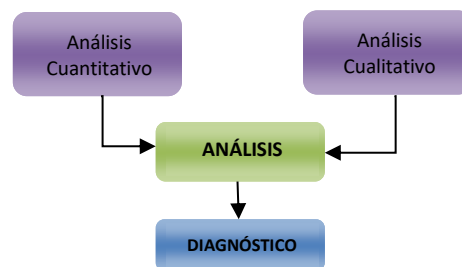 Análisis
Cuantitativo
Análisis
Cualitativo
ANÁLISIS
DIAGNÓSTICO